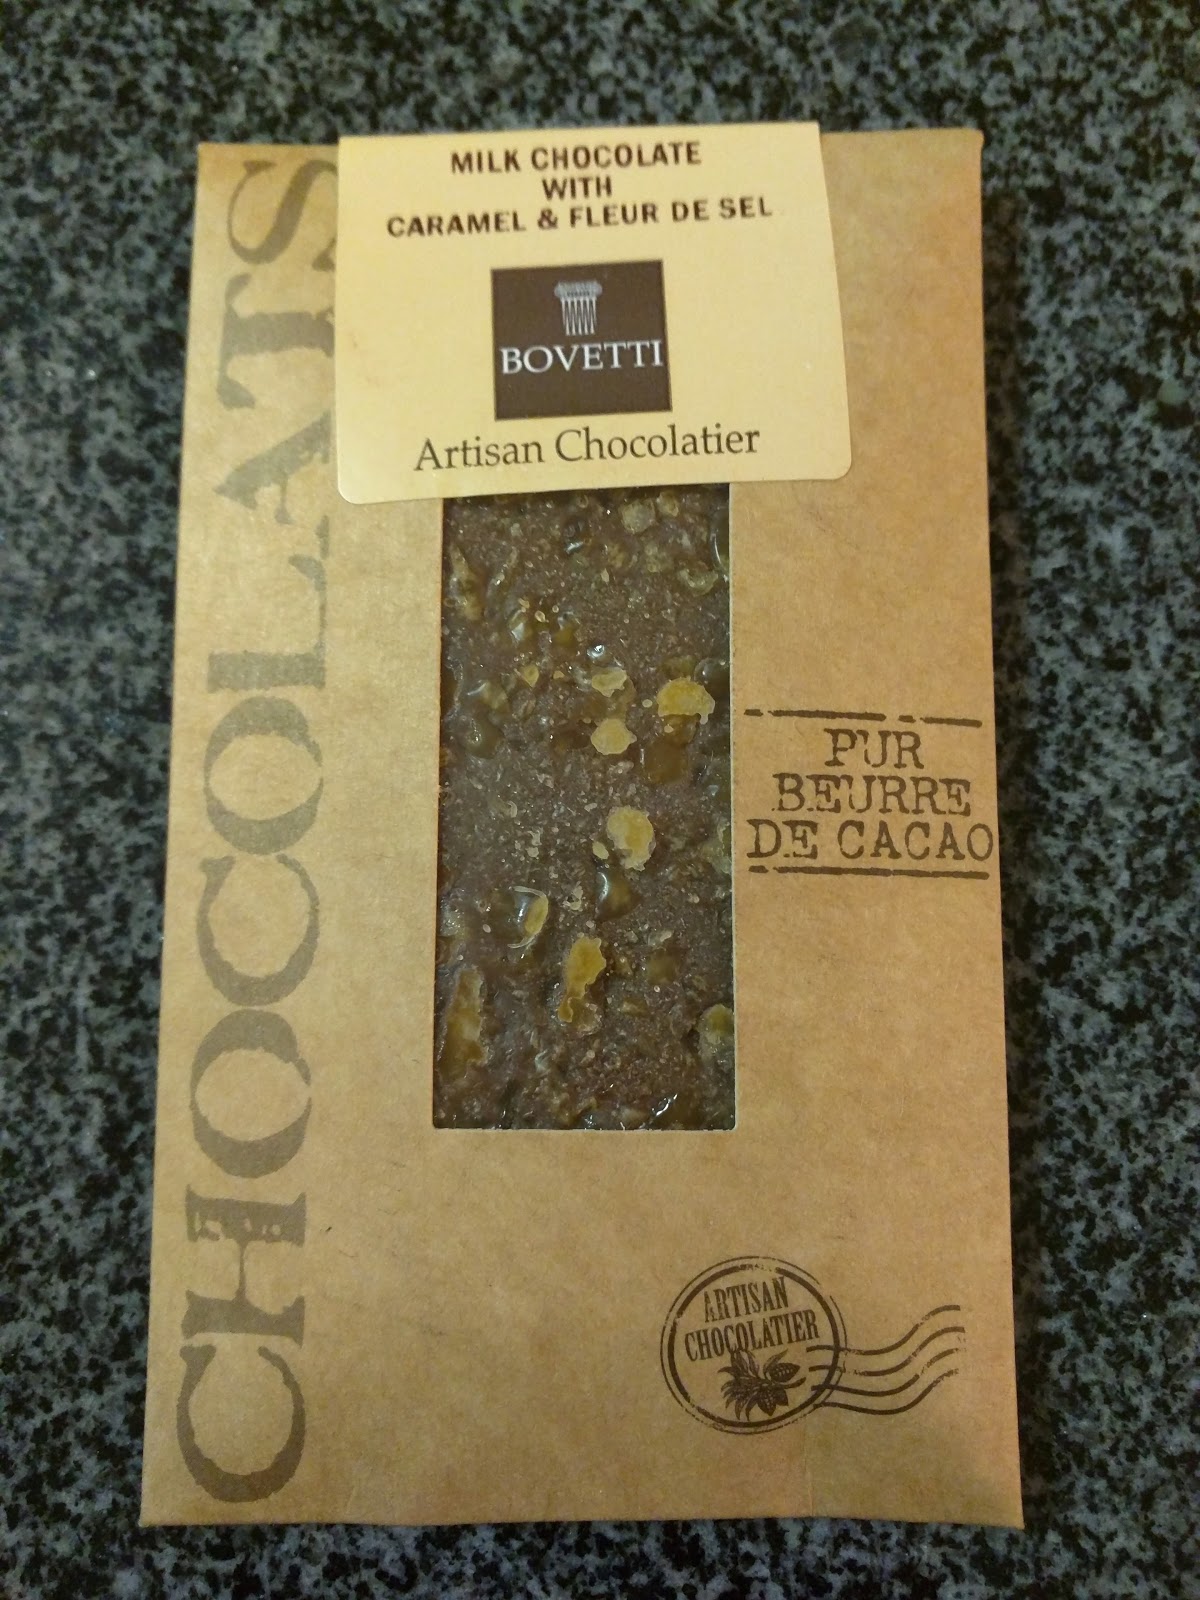 MILK CHOCOLATE
WITH
CARAMEL & FLEUR DE SEL
BOVETTI
Artisan Chocolatier
CHOCOLATS
PUR
BEURRE
DE CACAO
ARTISAN
CHOCOLATIER